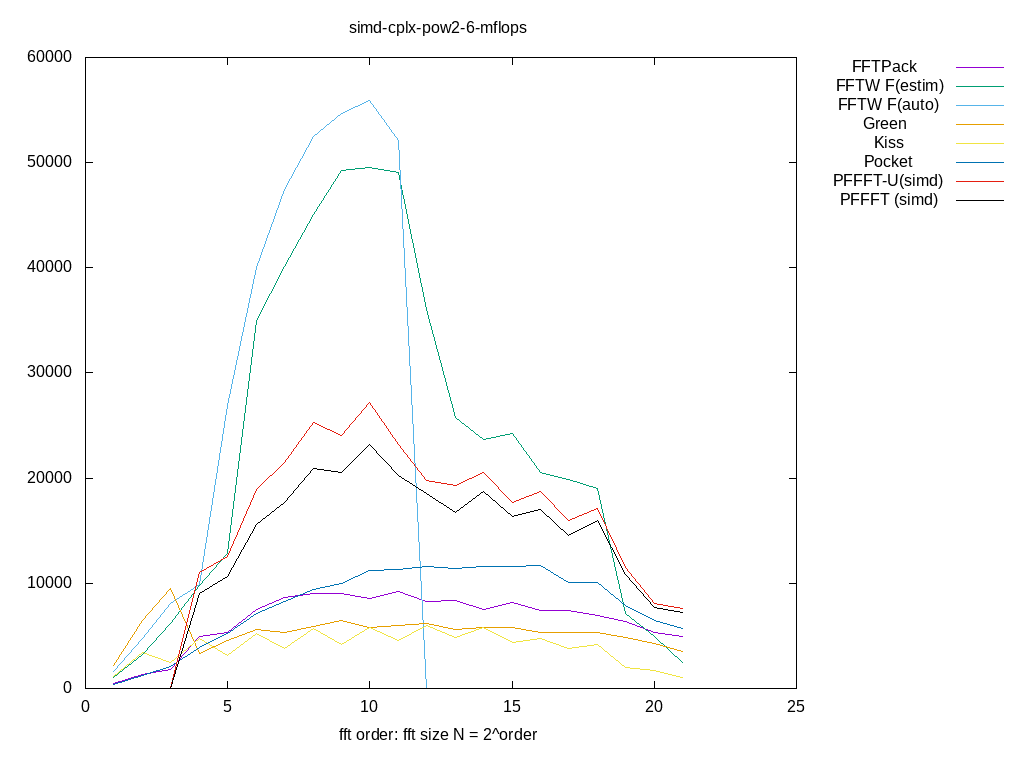 simd-cplx-pow2-6-mflops
60000
50000
40000
30000
20000
10000
0
0 5 10 15 20 25
fft order: fft size N = 2^order
FFTPack
FFTW F(estim)
FFTW F(auto)
Green
Kiss
Pocket
PFFFT-U(simd)
PFFFT (simd)